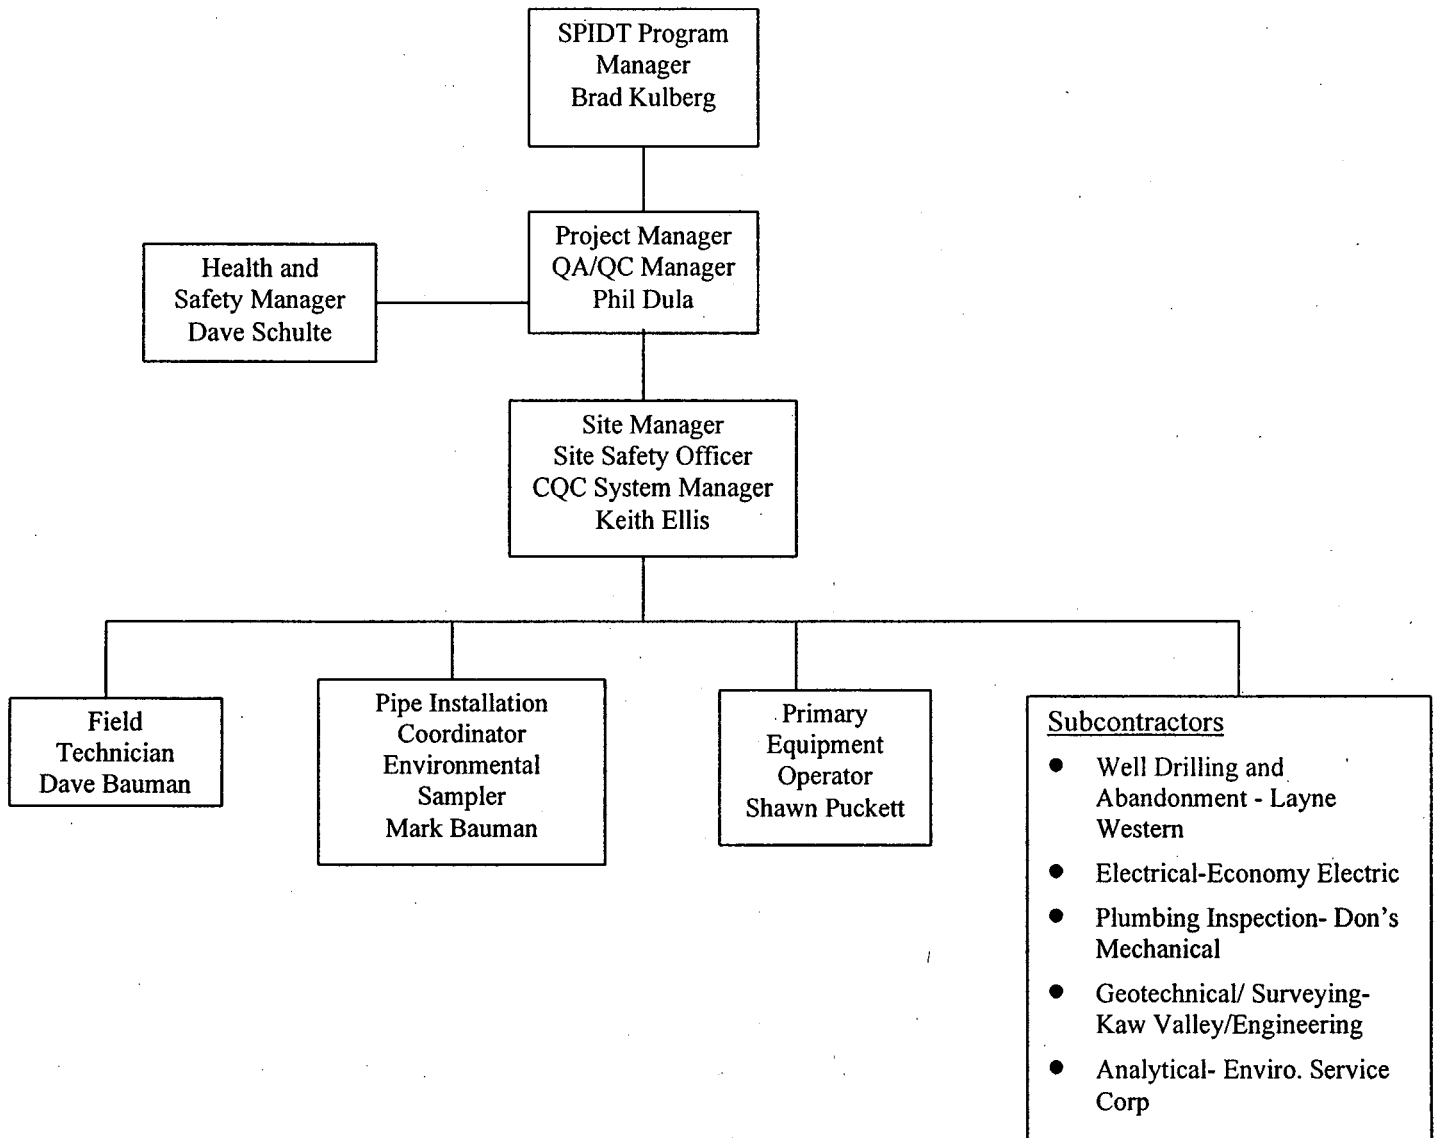 SPIDT Program
Manager
Brad Kulberg
Project Manager
QA/QC Manager
Phil Dula
Health and
Safety Manager
Dave Schulte
Site Manager
Site Safety Officer
CQC System Manager
Keith Ellis
Field
Technician
Dave Bauman
Pipe Installation
Coordinator
Environmental
Sampler
Mark Bauman
Primary
Equipment
Operator
Shawn Puckett
Subcontractors
● Well Drilling and
Abandonment - Layne
Western
● Electrical-Economy Electric
● Plumbing Inspection- Don's
Mechanical
● Geotechnical/ Surveying-
Kaw Valley/Engineering
● Analytical- Enviro. Service
Corp